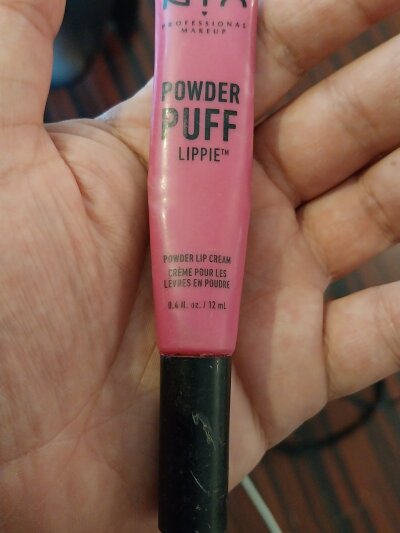 NYX
PROFESSIONAL
MAKEUP
POWDER
PUFF
LIPPIE™
POWDER LIP CREAM
CRÈME POUR LES
LÈVRES EN POUDRE
0.4 fl. oz. / 12 mL